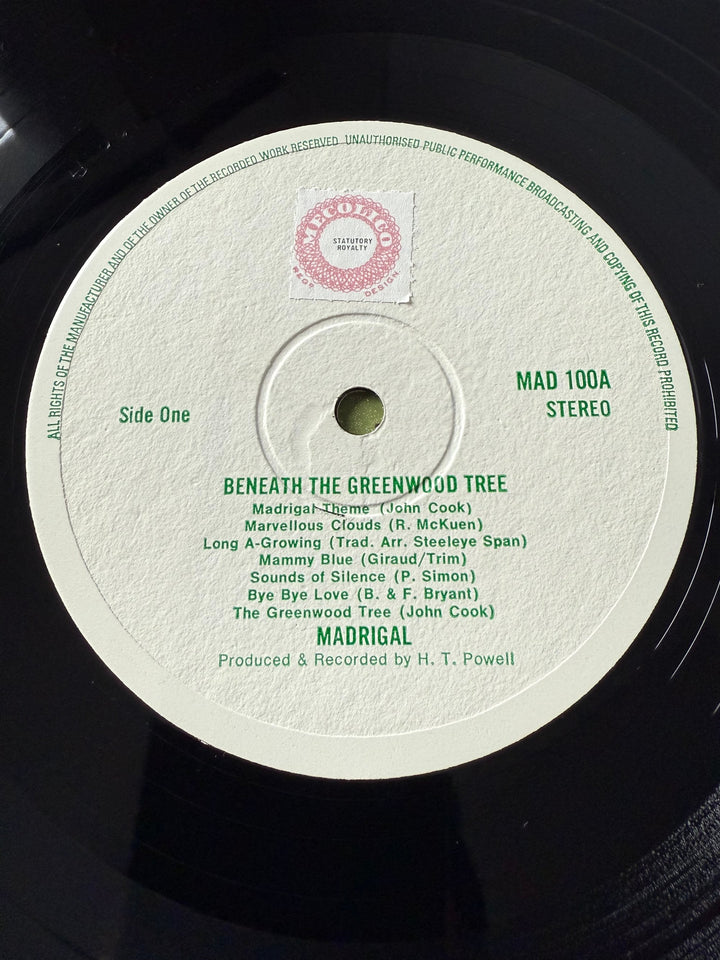 ALL RIGHTS OF THE MANUFACTURER AND OF THE OWNER OF THE RECORDED WORK RESERVED UNAUTHORISED PUBLIC PERFORMANCE BROADCASTING AND COPYING OF THIS RECORD PROHIBITED
MECOLICO
STATUTORY
ROYALTY
REGD. DESIGN
MAD 100A
Side One
STEREO
BENEATH THE GREENWOOD TREE
Madrigal Theme (John Cook)
Marvellous Clouds (R. McKuen)
Long A-Growing (Trad. Arr. Steeleye Span)
Mammy Blue (Giraud/Trim)
Sounds of Silence (P. Simon)
Bye Bye Love (B. & F. Bryant)
The Greenwood Tree (John Cook)
MADRIGAL
Produced & Recorded by H. T. Powell